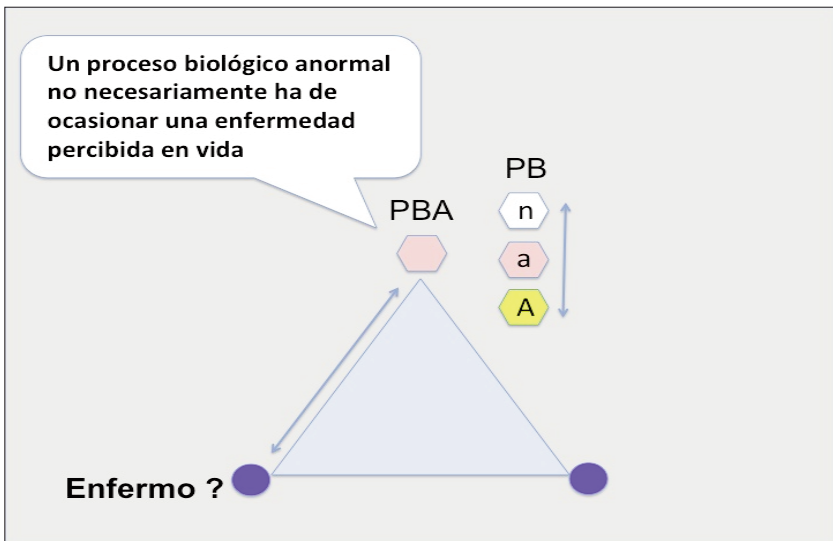 Un proceso biológico anormal
no necesariamente ha de
ocasionar una enfermedad
percibida en vida
PB
PBA
n
a
A
Enfermo ?